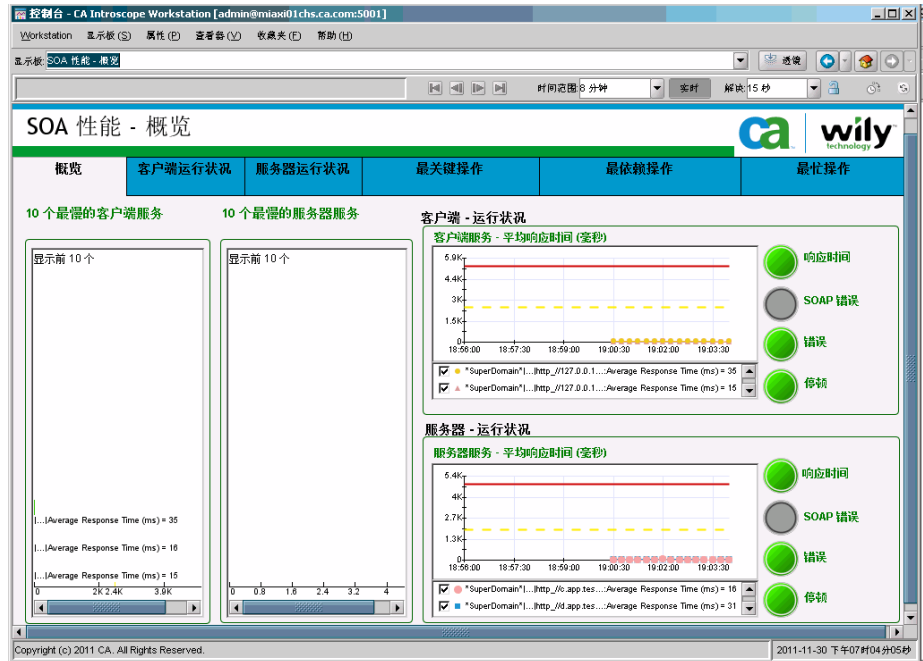 控制台 - CA Introscope Workstation [admin@miaxi01chs.ca.com:5001]
Workstation 显示板(S) 属性(P) 查看器(V) 收藏夹(F) 帮助(H)
显示板: SOA 性能 - 概览 透镜
时间范围: 8 分钟 实时 解读: 15 秒
SOA 性能 - 概览
ca wily technology
概览 客户端运行状况 服务器运行状况 最关键操作 最依赖操作 最忙操作
10 个最慢的客户端服务
显示前 10 个
|...|Average Response Time (ms) = 35
|...|Average Response Time (ms) = 16
|...|Average Response Time (ms) = 15
0 2K 2.4K 3.9K
10 个最慢的服务器服务
显示前 10 个
0 0.8 1.6 2.4 3.2 4
客户端 - 运行状况
客户端服务 - 平均响应时间 (毫秒)
5.9K
4.4K
3K
1.5K
0
18:56:00 18:57:30 18:59:00 19:00:30 19:02:00 19:03:30
"SuperDomain"|...|http_//127.0.0.1...:Average Response Time (ms) = 35
"SuperDomain"|...|http_//127.0.0.1...:Average Response Time (ms) = 15
响应时间
SOAP 错误
错误
停顿
服务器 - 运行状况
服务器服务 - 平均响应时间 (毫秒)
5.4K
4K
2.7K
1.3K
0
18:56:00 18:57:30 18:59:00 19:00:30 19:02:00 19:03:30
"SuperDomain"|...|http_//c.app.tes...:Average Response Time (ms) = 16
"SuperDomain"|...|http_//d.app.tes...:Average Response Time (ms) = 31
响应时间
SOAP 错误
错误
停顿
Copyright (c) 2011 CA. All Rights Reserved. 2011-11-30 下午07时04分05秒